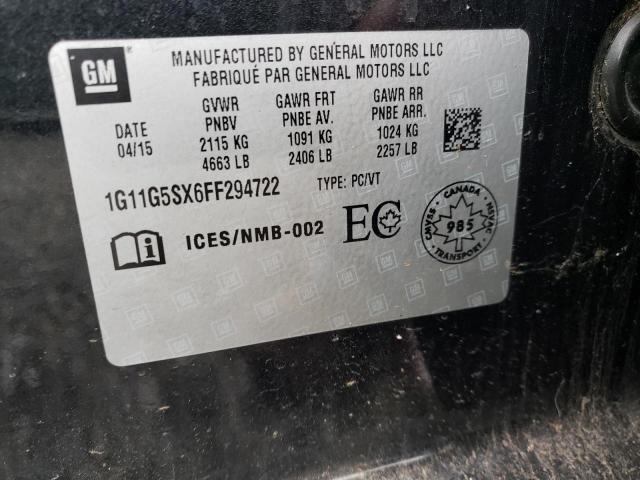 GM
MANUFACTURED BY GENERAL MOTORS LLC
FABRIQUÉ PAR GENERAL MOTORS LLC
DATE
04/15
GVWR
PNBV
2115 KG
4663 LB
GAWR FRT
PNBE AV.
1091 KG
2406 LB
GAWR RR
PNBE ARR.
1024 KG
2257 LB
1G11G5SX6FF294722 TYPE: PC/VT
i ICES/NMB-002 EC
CANADA
CMVSS 985 NSVAC
TRANSPORT